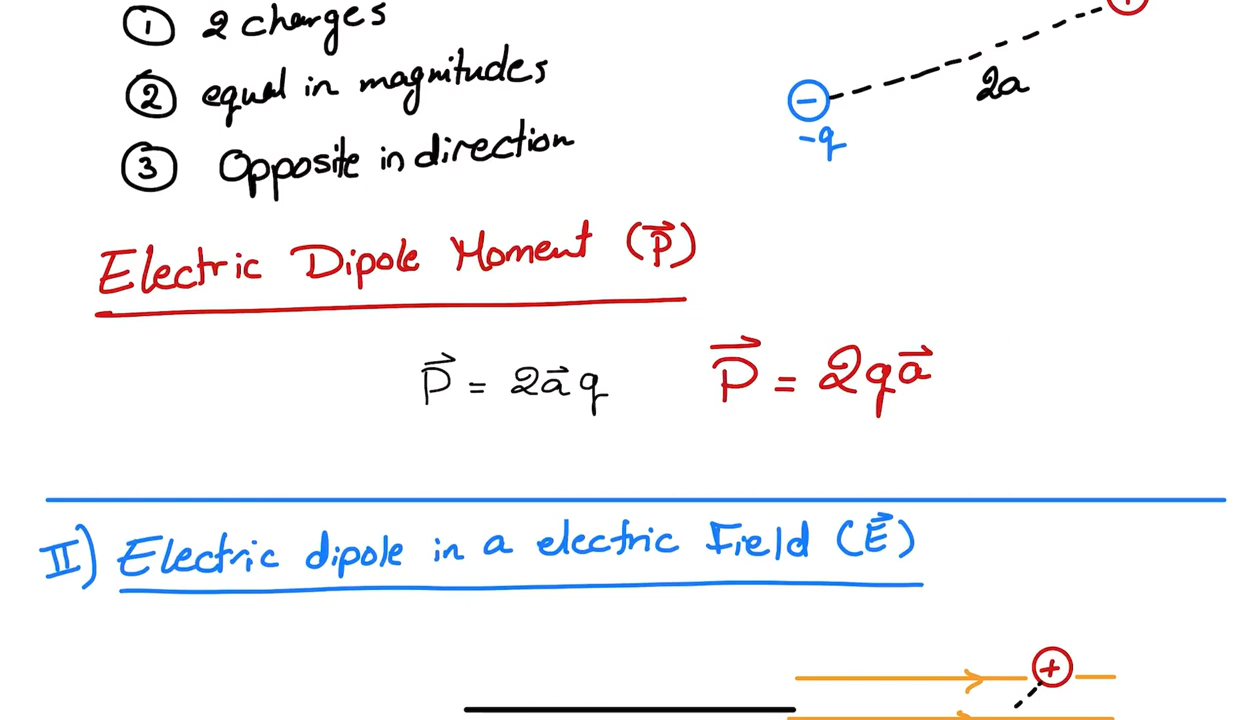 ① 2 charges
② equal in magnitudes
③ Opposite in direction
2a
−
-q
Electric Dipole Moment (P⃗)
P⃗ = 2a⃗q
P⃗ = 2qa⃗
II) Electric dipole in a electric Field (E⃗)
+